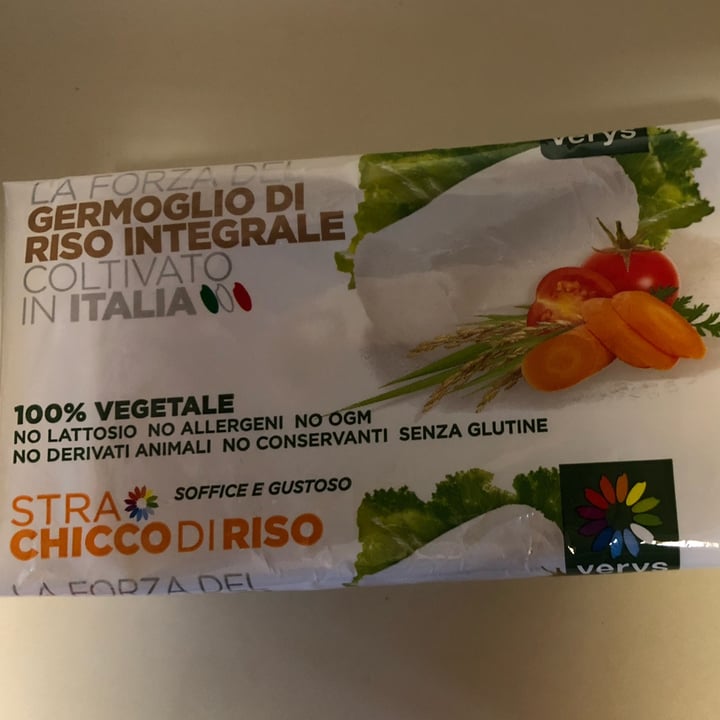 verys
LA FORZA DEL
GERMOGLIO DI
RISO INTEGRALE
COLTIVATO
IN ITALIA
100% VEGETALE
NO LATTOSIO NO ALLERGENI NO OGM
NO DERIVATI ANIMALI NO CONSERVANTI SENZA GLUTINE
STRA SOFFICE E GUSTOSO
CHICCO DI RISO
verys
LA FORZA DEL